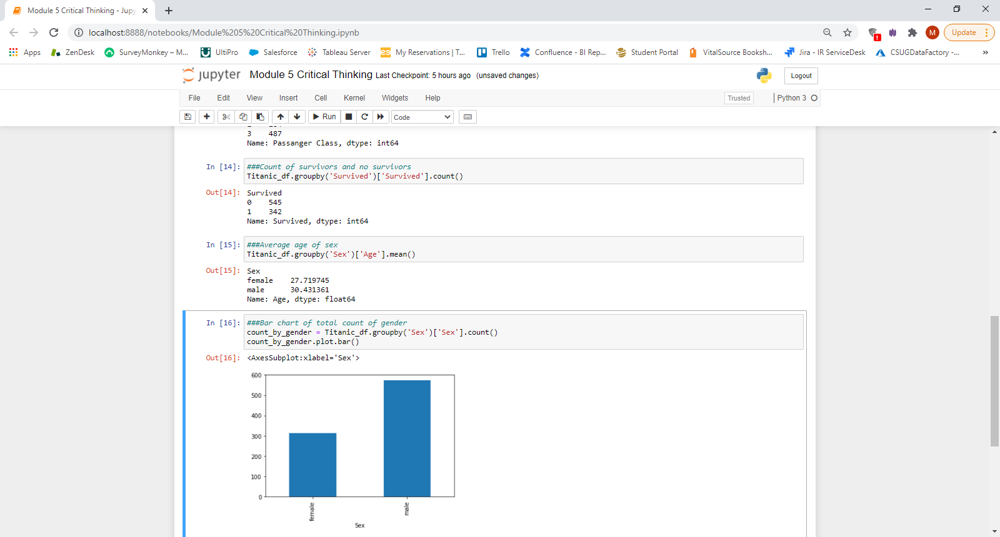 Module 5 Critical Thinking - Jupy
localhost:8888/notebooks/Module%205%20Critical%20Thinking.ipynb
M
Update
Apps
ZenDesk
SurveyMonkey – M...
UltiPro
Salesforce
Tableau Server
My Reservations | T...
Trello
Confluence - BI Rep...
Student Portal
VitalSource Booksh...
Jira - IR ServiceDesk
CSUGDataFactory -...
»
jupyter Module 5 Critical Thinking Last Checkpoint: 5 hours ago (unsaved changes)
Logout
File Edit View Insert Cell Kernel Widgets Help
Trusted
Python 3
Run
Code
3 487
Name: Passanger Class, dtype: int64
In [14]: ###Count of survivors and no survivors
Titanic_df.groupby('Survived')['Survived'].count()
Out[14]: Survived
0 545
1 342
Name: Survived, dtype: int64
In [15]: ###Average age of sex
Titanic_df.groupby('Sex')['Age'].mean()
Out[15]: Sex
female 27.719745
male 30.431361
Name: Age, dtype: float64
In [16]: ###Bar chart of total count of gender
count_by_gender = Titanic_df.groupby('Sex')['Sex'].count()
count_by_gender.plot.bar()
Out[16]: <AxesSubplot:xlabel='Sex'>
600
500
400
300
200
100
0
female
male
Sex